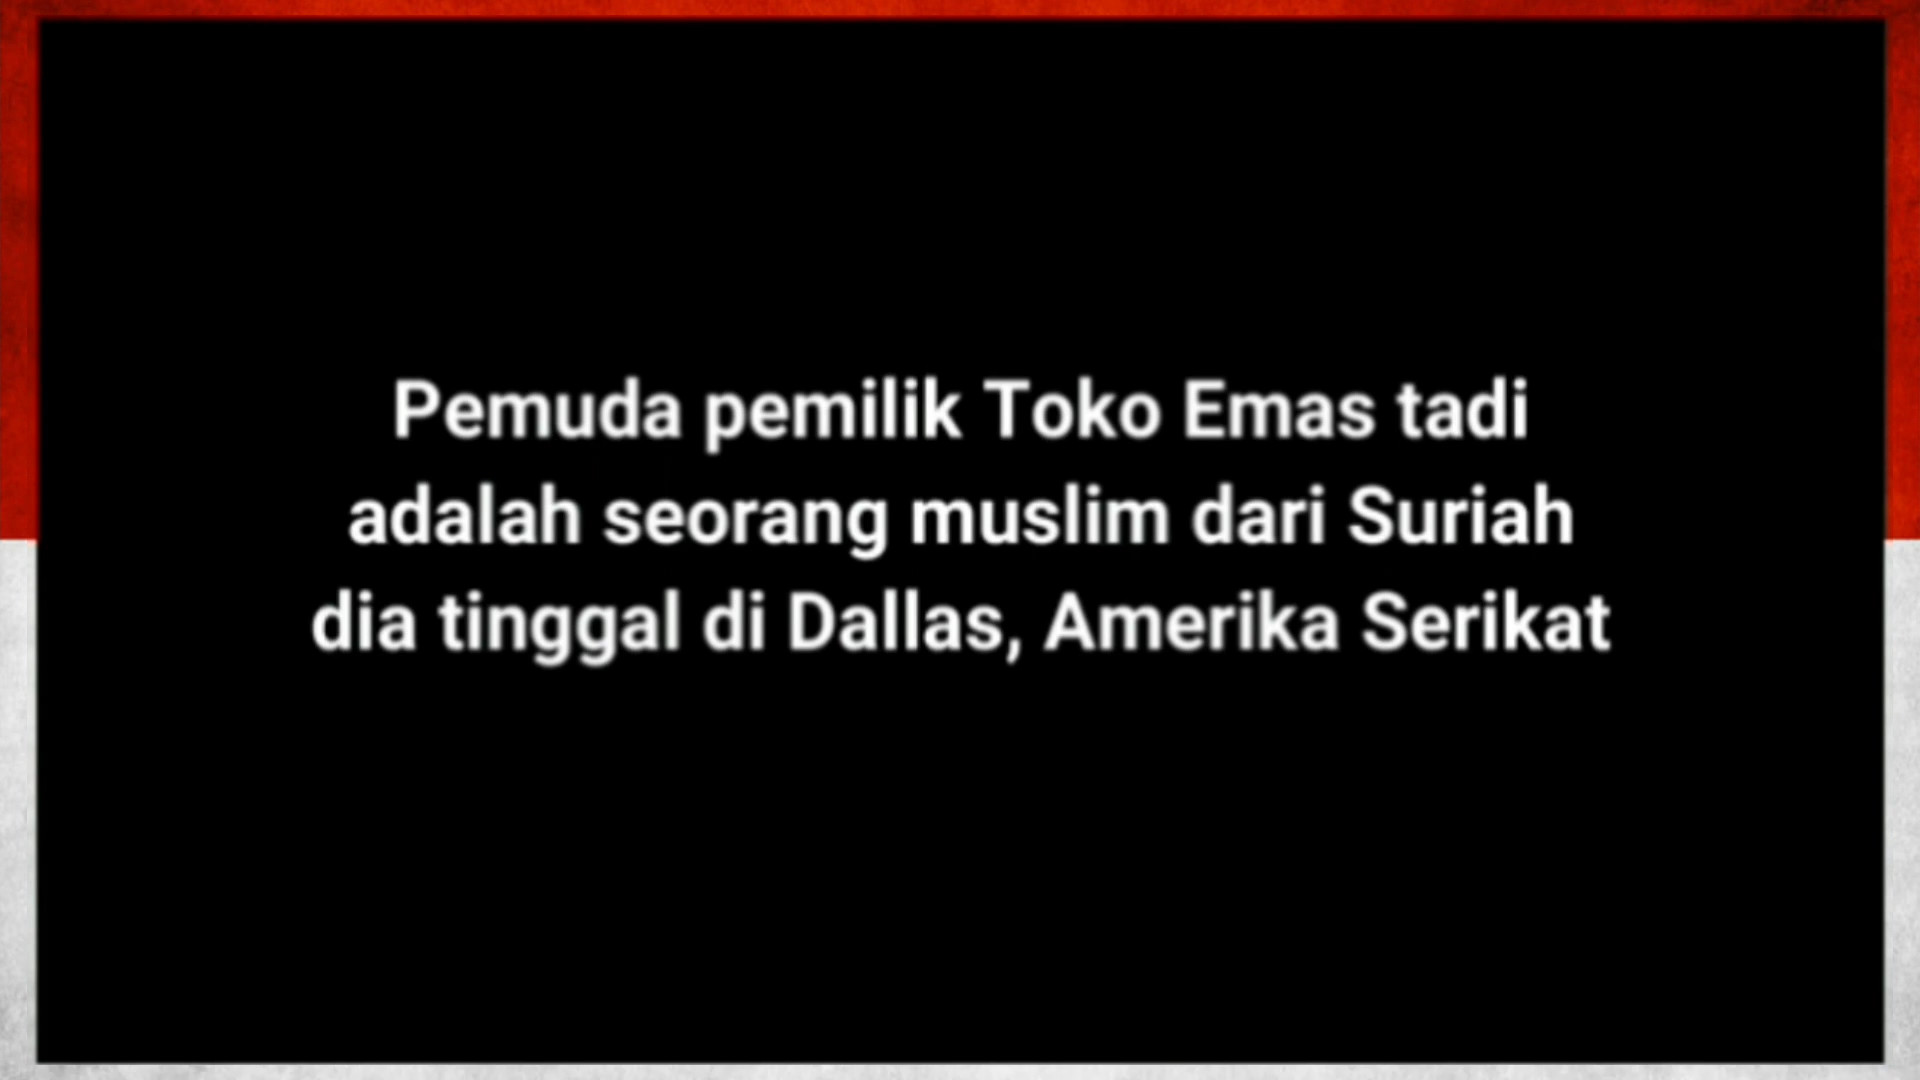 Pemuda pemilik Toko Emas tadi
adalah seorang muslim dari Suriah
dia tinggal di Dallas, Amerika Serikat